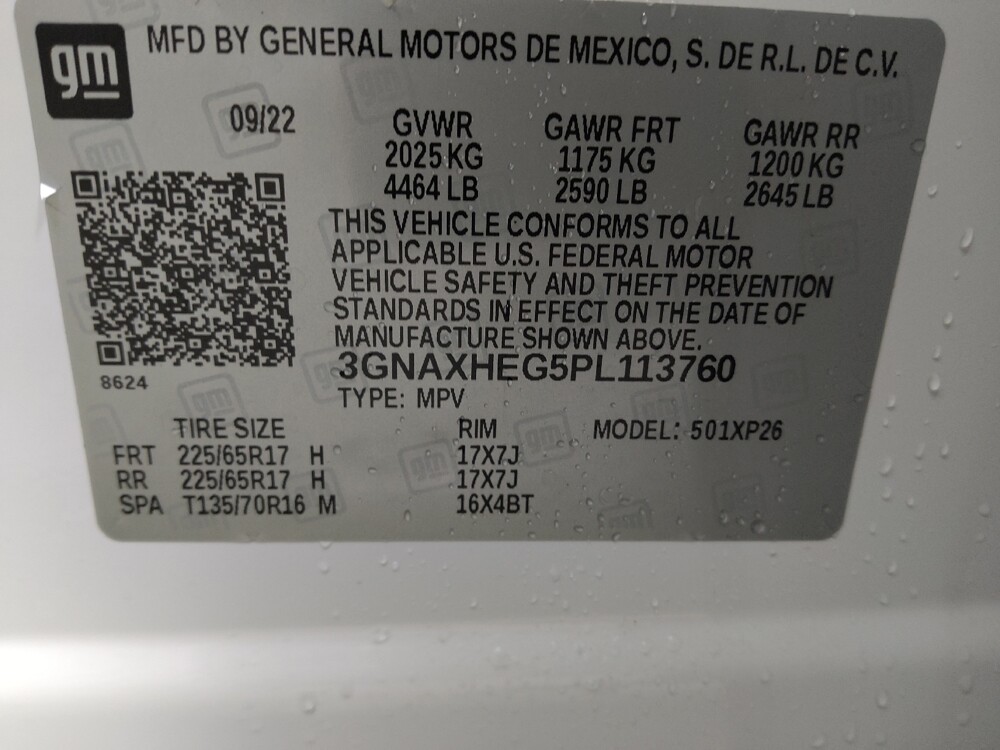 gm MFD BY GENERAL MOTORS DE MEXICO, S. DE R.L. DE C.V.
09/22 GVWR GAWR FRT GAWR RR
2025 KG 1175 KG 1200 KG
4464 LB 2590 LB 2645 LB
THIS VEHICLE CONFORMS TO ALL
APPLICABLE U.S. FEDERAL MOTOR
VEHICLE SAFETY AND THEFT PREVENTION
STANDARDS IN EFFECT ON THE DATE OF
MANUFACTURE SHOWN ABOVE.
3GNAXHEG5PL113760
8624
TYPE: MPV
TIRE SIZE RIM MODEL: 501XP26
FRT 225/65R17 H 17X7J
RR 225/65R17 H 17X7J
SPA T135/70R16 M 16X4BT